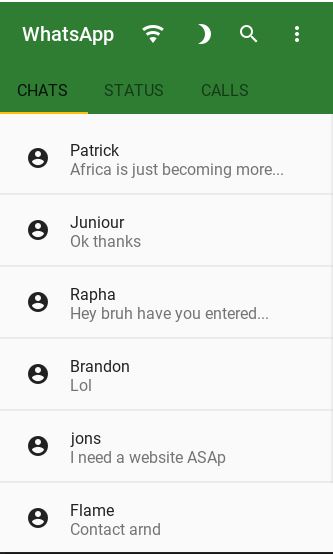 WhatsApp
CHATS STATUS CALLS
Patrick
Africa is just becoming more...
Juniour
Ok thanks
Rapha
Hey bruh have you entered...
Brandon
Lol
jons
I need a website ASAp
Flame
Contact arnd